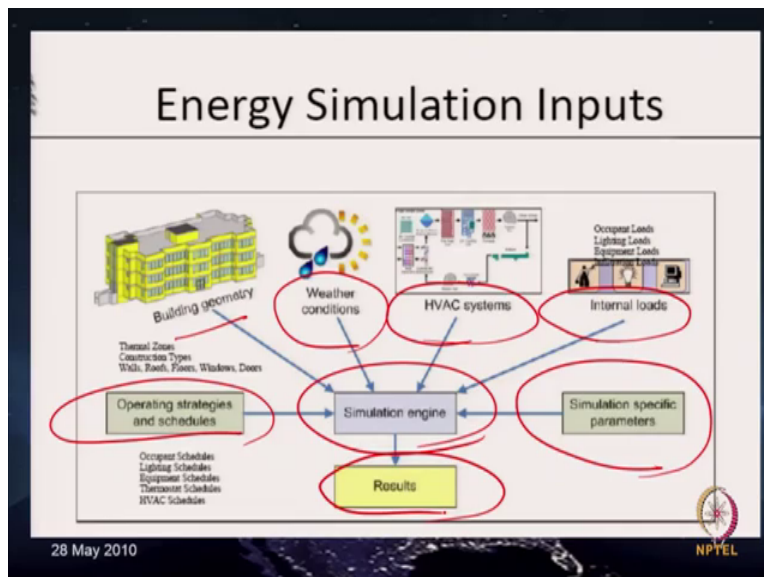 Energy Simulation Inputs
Occupant Loads
Lighting Loads
Equipment Loads
Building geometry
Weather
conditions
HVAC systems
Internal loads
Thermal Zones
Construction Types
Walls, Roofs, Floors, Windows, Doors
Operating strategies
and schedules
Simulation engine
Simulation specific
parameters
Occupant Schedules
Lighting Schedules
Equipment Schedules
Thermostat Schedules
HVAC Schedules
Results
28 May 2010
NPTEL